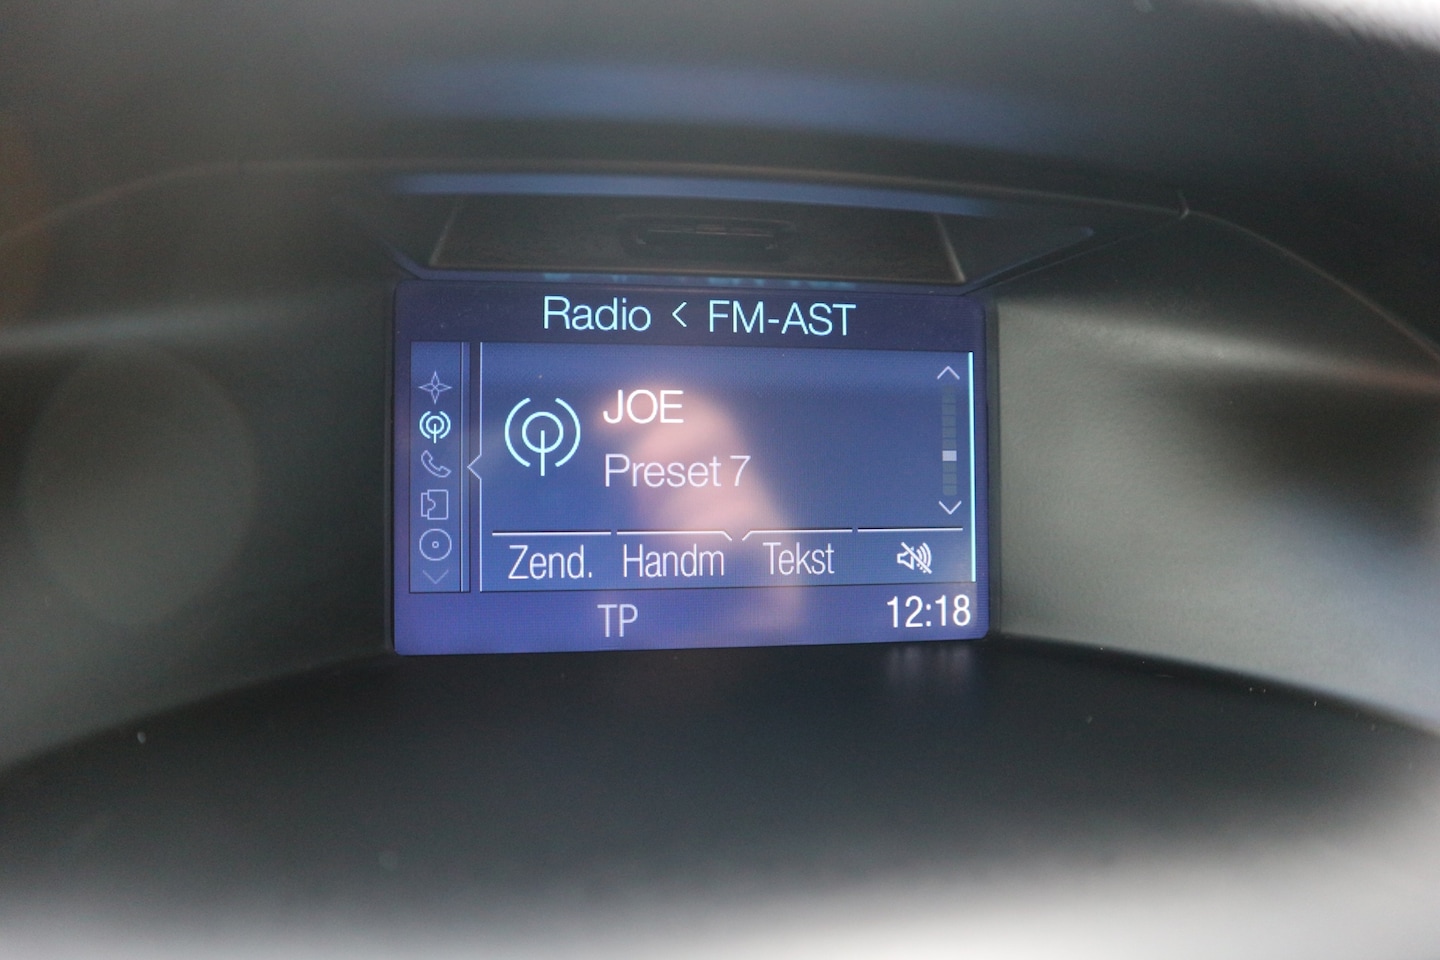 Radio < FM-AST
JOE
Preset 7
Zend. Handm Tekst
TP 12:18